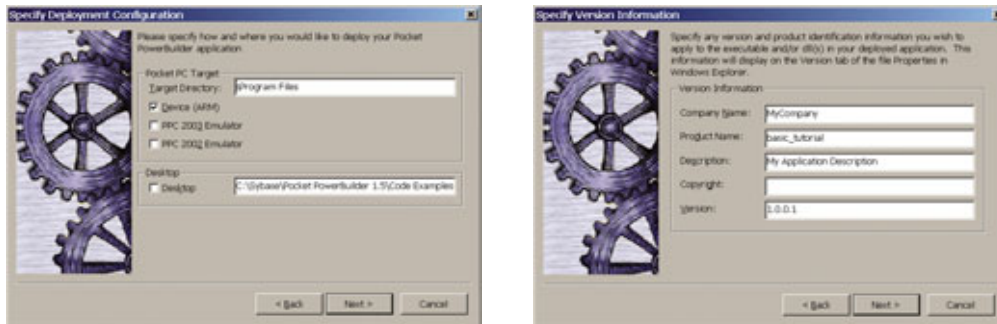 Specify Deployment Configuration
Please specify how and where you would like to deploy your Pocket
PowerBuilder application
Pocket PC Target
Target Directory: \Program Files
Device (ARM)
PPC 2003 Emulator
PPC 2002 Emulator
Desktop
Desktop C:\Sybase\Pocket PowerBuilder 1.5\Code Examples
< Back Next > Cancel
Specify Version Information
Specify any version and product identification information you wish to
apply to the executable and/or dll(s) in your deployed application. This
information will display on the Version tab of the file Properties in
Windows Explorer.
Version Information
Company Name: MyCompany
Product Name: basic_tutorial
Description: My Application Description
Copyright:
Version: 1.0.0.1
< Back Next > Cancel